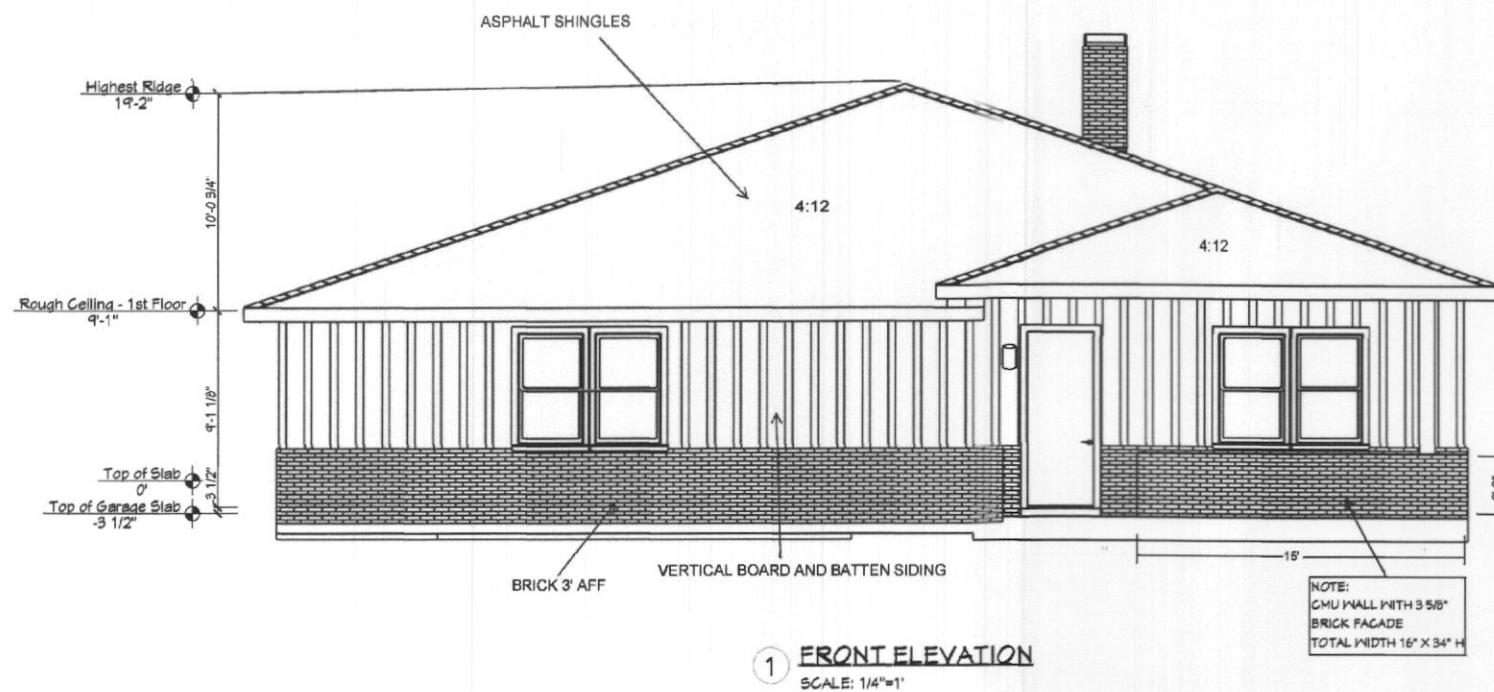 ASPHALT SHINGLES
Highest Ridge
19'-2"
10'-0 3/4"
4:12
4:12
Rough Ceiling - 1st Floor
9'-1"
9'-1 1/8"
Top of Slab
0'
-3 1/2"
Top of Garage Slab
-3 1/2"
15'
BRICK 3' AFF
VERTICAL BOARD AND BATTEN SIDING
NOTE:
CMU WALL WITH 3 5/8"
BRICK FACADE
TOTAL WIDTH 16" X 34" H
1 FRONT ELEVATION
SCALE: 1/4"=1'